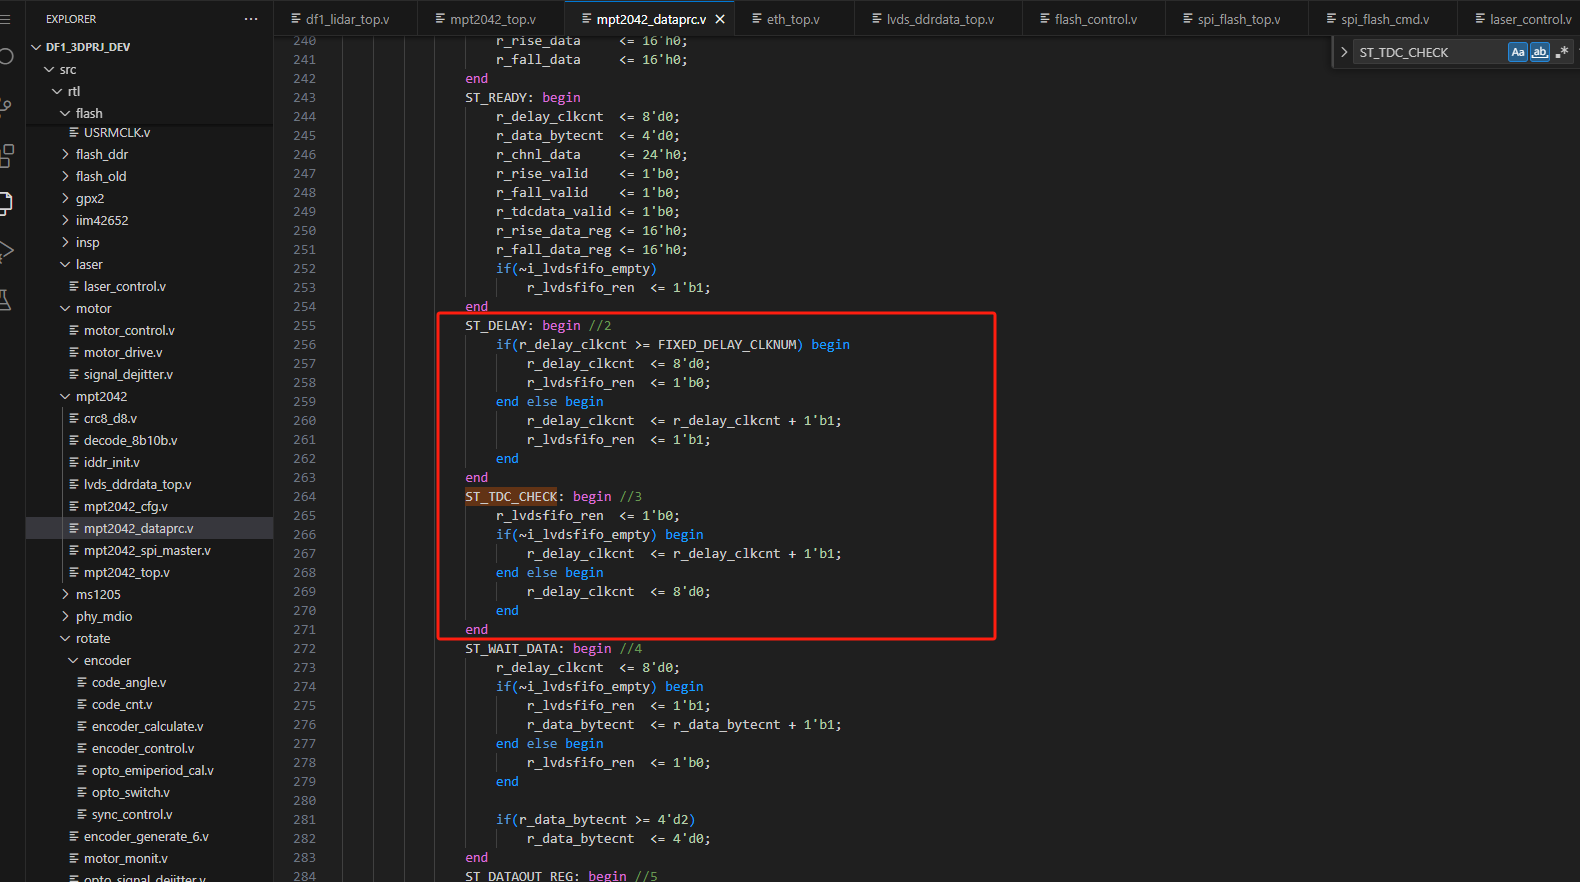 EXPLORER
···
DF1_3DPRJ_DEV
src
rtl
flash
USRMCLK.v
flash_ddr
flash_old
gpx2
iim42652
insp
laser
laser_control.v
motor
motor_control.v
motor_drive.v
signal_dejitter.v
mpt2042
crc8_d8.v
decode_8b10b.v
iddr_init.v
lvds_ddrdata_top.v
mpt2042_cfg.v
mpt2042_dataprc.v
mpt2042_spi_master.v
mpt2042_top.v
ms1205
phy_mdio
rotate
encoder
code_angle.v
code_cnt.v
encoder_calculate.v
encoder_control.v
opto_emiperiod_cal.v
opto_switch.v
sync_control.v
encoder_generate_6.v
motor_monit.v
opto_signal_dejitter.v
df1_lidar_top.v mpt2042_top.v mpt2042_dataprc.v eth_top.v lvds_ddrdata_top.v flash_control.v spi_flash_top.v spi_flash_cmd.v laser_control.v
ST_TDC_CHECK Aa ab .*
240 r_rise_data <= 16'h0;
241 r_fall_data <= 16'h0;
242 end
243 ST_READY: begin
244 r_delay_clkcnt <= 8'd0;
245 r_data_bytecnt <= 4'd0;
246 r_chnl_data <= 24'h0;
247 r_rise_valid <= 1'b0;
248 r_fall_valid <= 1'b0;
249 r_tdcdata_valid <= 1'b0;
250 r_rise_data_reg <= 16'h0;
251 r_fall_data_reg <= 16'h0;
252 if(~i_lvdsfifo_empty)
253 r_lvdsfifo_ren <= 1'b1;
254 end
255 ST_DELAY: begin //2
256 if(r_delay_clkcnt >= FIXED_DELAY_CLKNUM) begin
257 r_delay_clkcnt <= 8'd0;
258 r_lvdsfifo_ren <= 1'b0;
259 end else begin
260 r_delay_clkcnt <= r_delay_clkcnt + 1'b1;
261 r_lvdsfifo_ren <= 1'b1;
262 end
263 end
264 ST_TDC_CHECK: begin //3
265 r_lvdsfifo_ren <= 1'b0;
266 if(~i_lvdsfifo_empty) begin
267 r_delay_clkcnt <= r_delay_clkcnt + 1'b1;
268 end else begin
269 r_delay_clkcnt <= 8'd0;
270 end
271 end
272 ST_WAIT_DATA: begin //4
273 r_delay_clkcnt <= 8'd0;
274 if(~i_lvdsfifo_empty) begin
275 r_lvdsfifo_ren <= 1'b1;
276 r_data_bytecnt <= r_data_bytecnt + 1'b1;
277 end else begin
278 r_lvdsfifo_ren <= 1'b0;
279 end
280
281 if(r_data_bytecnt >= 4'd2)
282 r_data_bytecnt <= 4'd0;
283 end
284 ST_DATAOUT_REG: begin //5